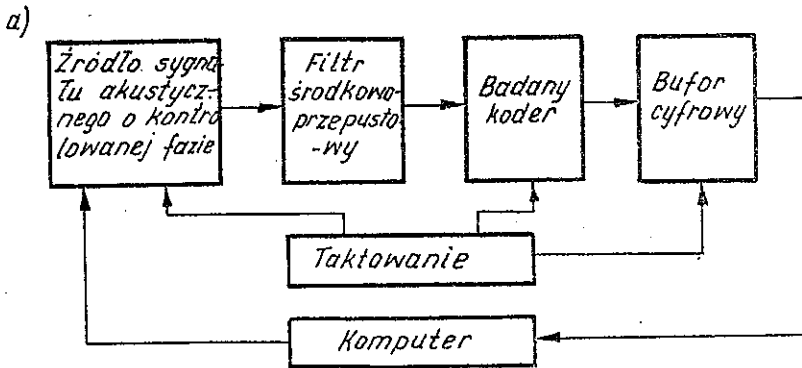 a)
Źródło sygna-
łu akustycz-
nego o kontro
lowanej fazie
Filtr
środkowo-
przepusto
-wy
Badany
koder
Bufor
cyfrowy
Taktowanie
Komputer